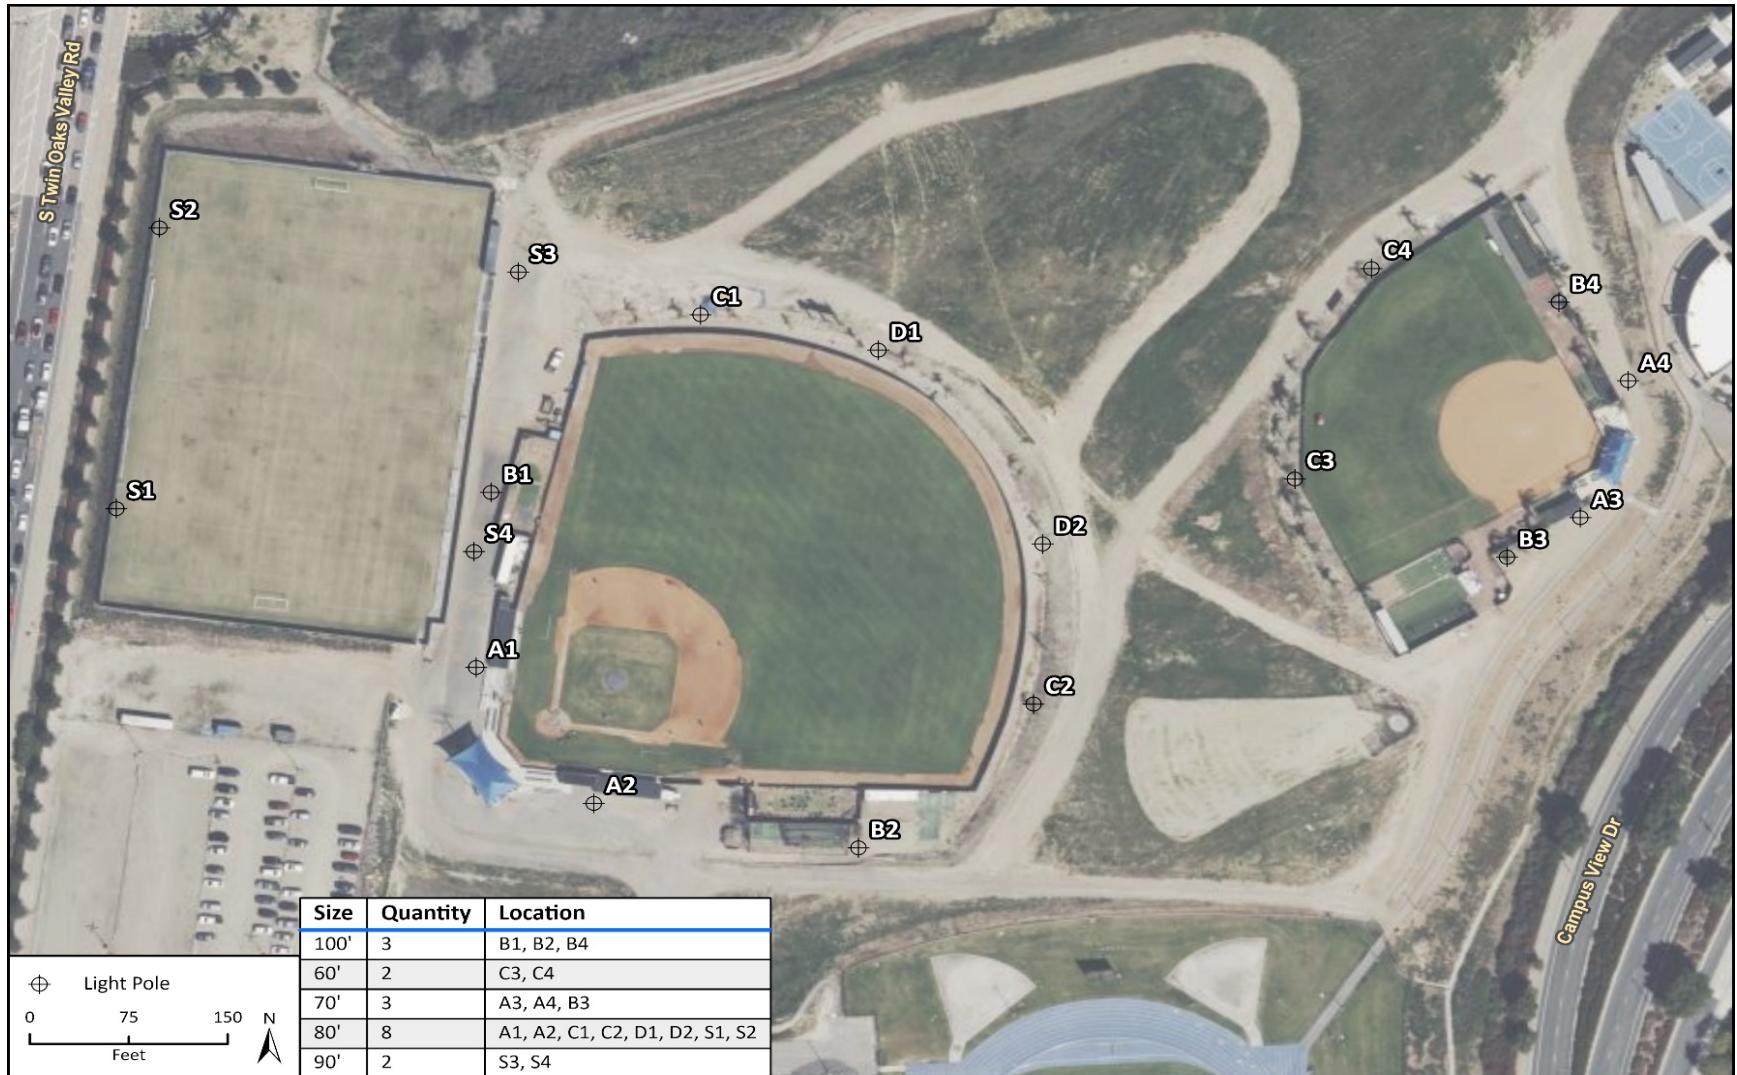 S Twin Oaks Valley Rd
S2
S3
C1
D1
C4
B4
A4
S1
B1
S4
D2
C3
A3
B3
A1
C2
A2
B2
Campus View Dr
Size Quantity Location
100' 3 B1, B2, B4
60' 2 C3, C4
70' 3 A3, A4, B3
80' 8 A1, A2, C1, C2, D1, D2, S1, S2
90' 2 S3, S4
Light Pole
0 75 150
Feet
N